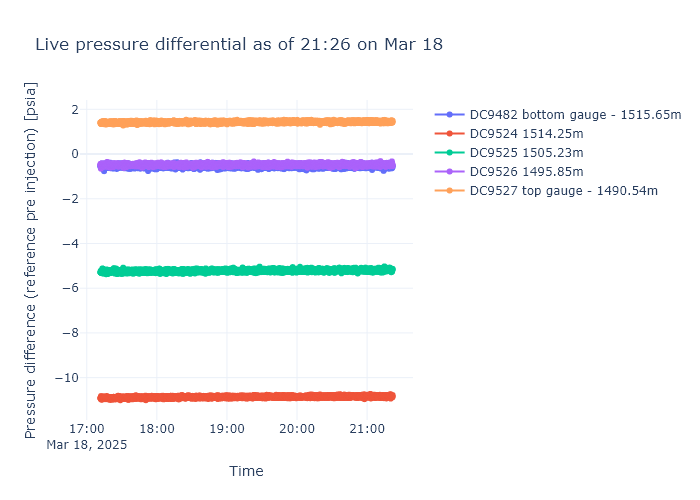 Live pressure differential as of 21:26 on Mar 18
Pressure difference (reference pre injection) [psia]
2
0
−2
−4
−6
−8
−10
17:00
18:00
19:00
20:00
21:00
Mar 18, 2025
Time
DC9482 bottom gauge - 1515.65m
DC9524 1514.25m
DC9525 1505.23m
DC9526 1495.85m
DC9527 top gauge - 1490.54m